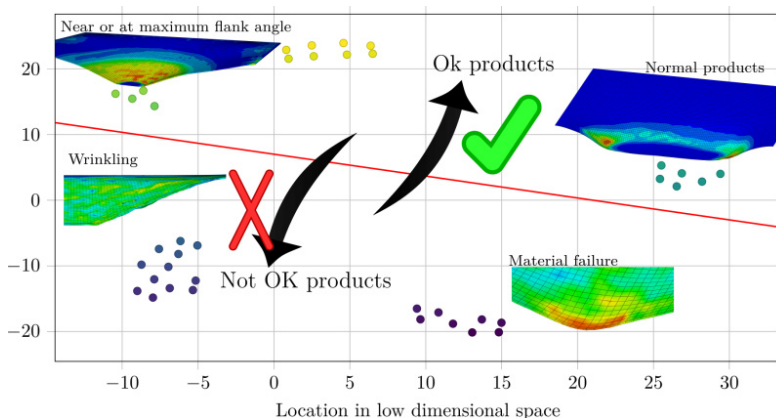 Near or at maximum flank angle
Ok products
Normal products
Wrinkling
Not OK products
Material failure
20
10
0
−10
−20
−10
−5
0
5
10
15
20
25
30
Location in low dimensional space